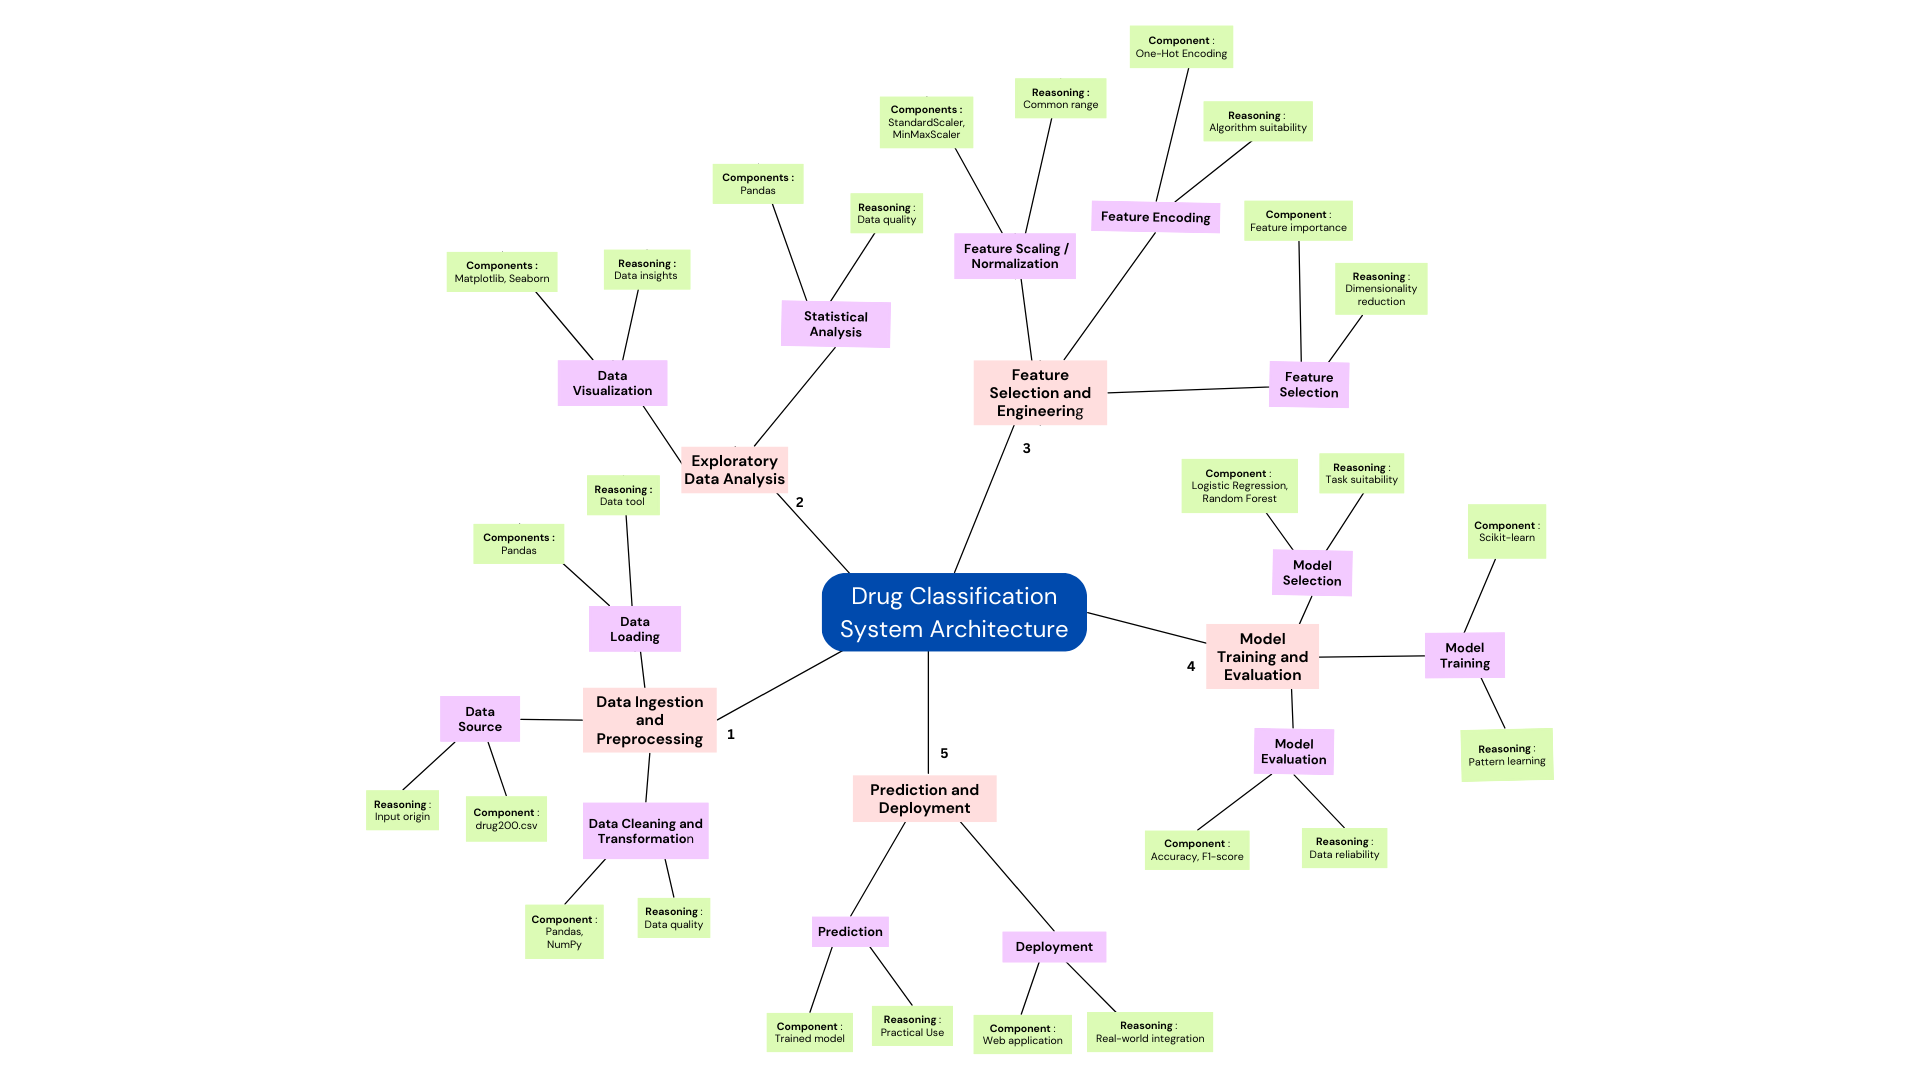 Component :
One-Hot Encoding
Reasoning :
Common range
Components :
StandardScaler,
MinMaxScaler
Reasoning :
Algorithm suitability
Components :
Pandas
Reasoning :
Data quality
Feature Encoding
Component :
Feature importance
Feature Scaling /
Normalization
Components :
Matplotlib, Seaborn
Reasoning :
Data insights
Reasoning :
Dimensionality
reduction
Statistical
Analysis
Data
Visualization
Feature
Selection and
Engineering
Feature
Selection
3
Exploratory
Data Analysis
2
Component :
Logistic Regression,
Random Forest
Reasoning :
Task suitability
Reasoning :
Data tool
Components :
Pandas
Component :
Scikit-learn
Model
Selection
Drug Classification
System Architecture
Data
Loading
Model
Training and
Evaluation
4
Model
Training
Data
Source
Data Ingestion
and
Preprocessing
1
5
Model
Evaluation
Reasoning :
Pattern learning
Prediction and
Deployment
Reasoning :
Input origin
Component :
drug200.csv
Data Cleaning and
Transformation
Component :
Accuracy, F1-score
Reasoning :
Data reliability
Component :
Pandas,
NumPy
Reasoning :
Data quality
Prediction
Deployment
Component :
Trained model
Reasoning :
Practical Use
Component :
Web application
Reasoning :
Real-world integration